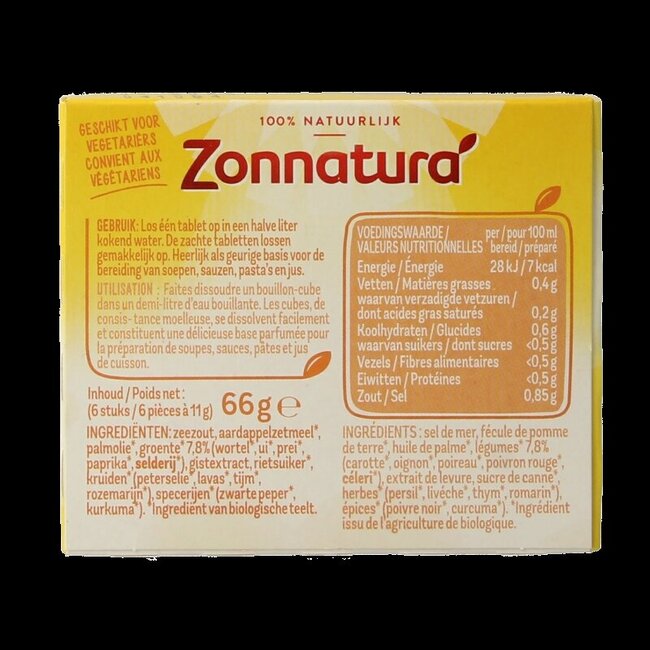 100% NATUURLIJK
GESCHIKT VOOR
VEGETARIËRS
CONVIENT AUX
VÉGÉTARIENS
Zonnatura
GEBRUIK: Los één tablet op in een halve liter
kokend water. De zachte tabletten lossen
gemakkelijk op. Heerlijk als geurige basis voor de
bereiding van soepen, sauzen, pasta's en jus.
UTILISATION : Faites dissoudre un bouillon-cube
dans un demi-litre d'eau bouillante. Les cubes, de
consis- tance moelleuse, se dissolvent facilement
et constituent une délicieuse base parfumée pour
la préparation de soupes, sauces, pâtes et jus
de cuisson.
Inhoud / Poids net :
(6 stuks / 6 pièces à 11g) 66g e
VOEDINGSWAARDE / per / pour 100 ml
VALEURS NUTRITIONNELLES bereid / préparé
Energie / Énergie 28 kJ / 7 kcal
Vetten / Matières grasses 0,4 g
waarvan verzadigde vetzuren /
dont acides gras saturés 0,2 g
Koolhydraten / Glucides 0,6 g
waarvan suikers / dont sucres <0,5 g
Vezels / Fibres alimentaires <0,5 g
Eiwitten / Protéines <0,5 g
Zout / Sel 0,85 g
INGREDIËNTEN: zeezout, aardappelzetmeel*,
palmolie*, groente* 7,8% (wortel*, ui*, prei*,
paprika*, selderij*), gistextract, rietsuiker*,
kruiden* (peterselie*, lavas*, tijm*,
rozemarijn*), specerijen* (zwarte peper*,
kurkuma*). *Ingrediënt van biologische teelt.
INGRÉDIENTS : sel de mer, fécule de pomme
de terre*, huile de palme*, légumes* 7,8%
(carotte*, oignon*, poireau*, poivron rouge*,
céleri*), extrait de levure, sucre de canne*,
herbes* (persil*, livéche*, thym*, romarin*),
épices* (poivre noir*, curcuma*). *Ingrédient
issu de l'agriculture de biologique.